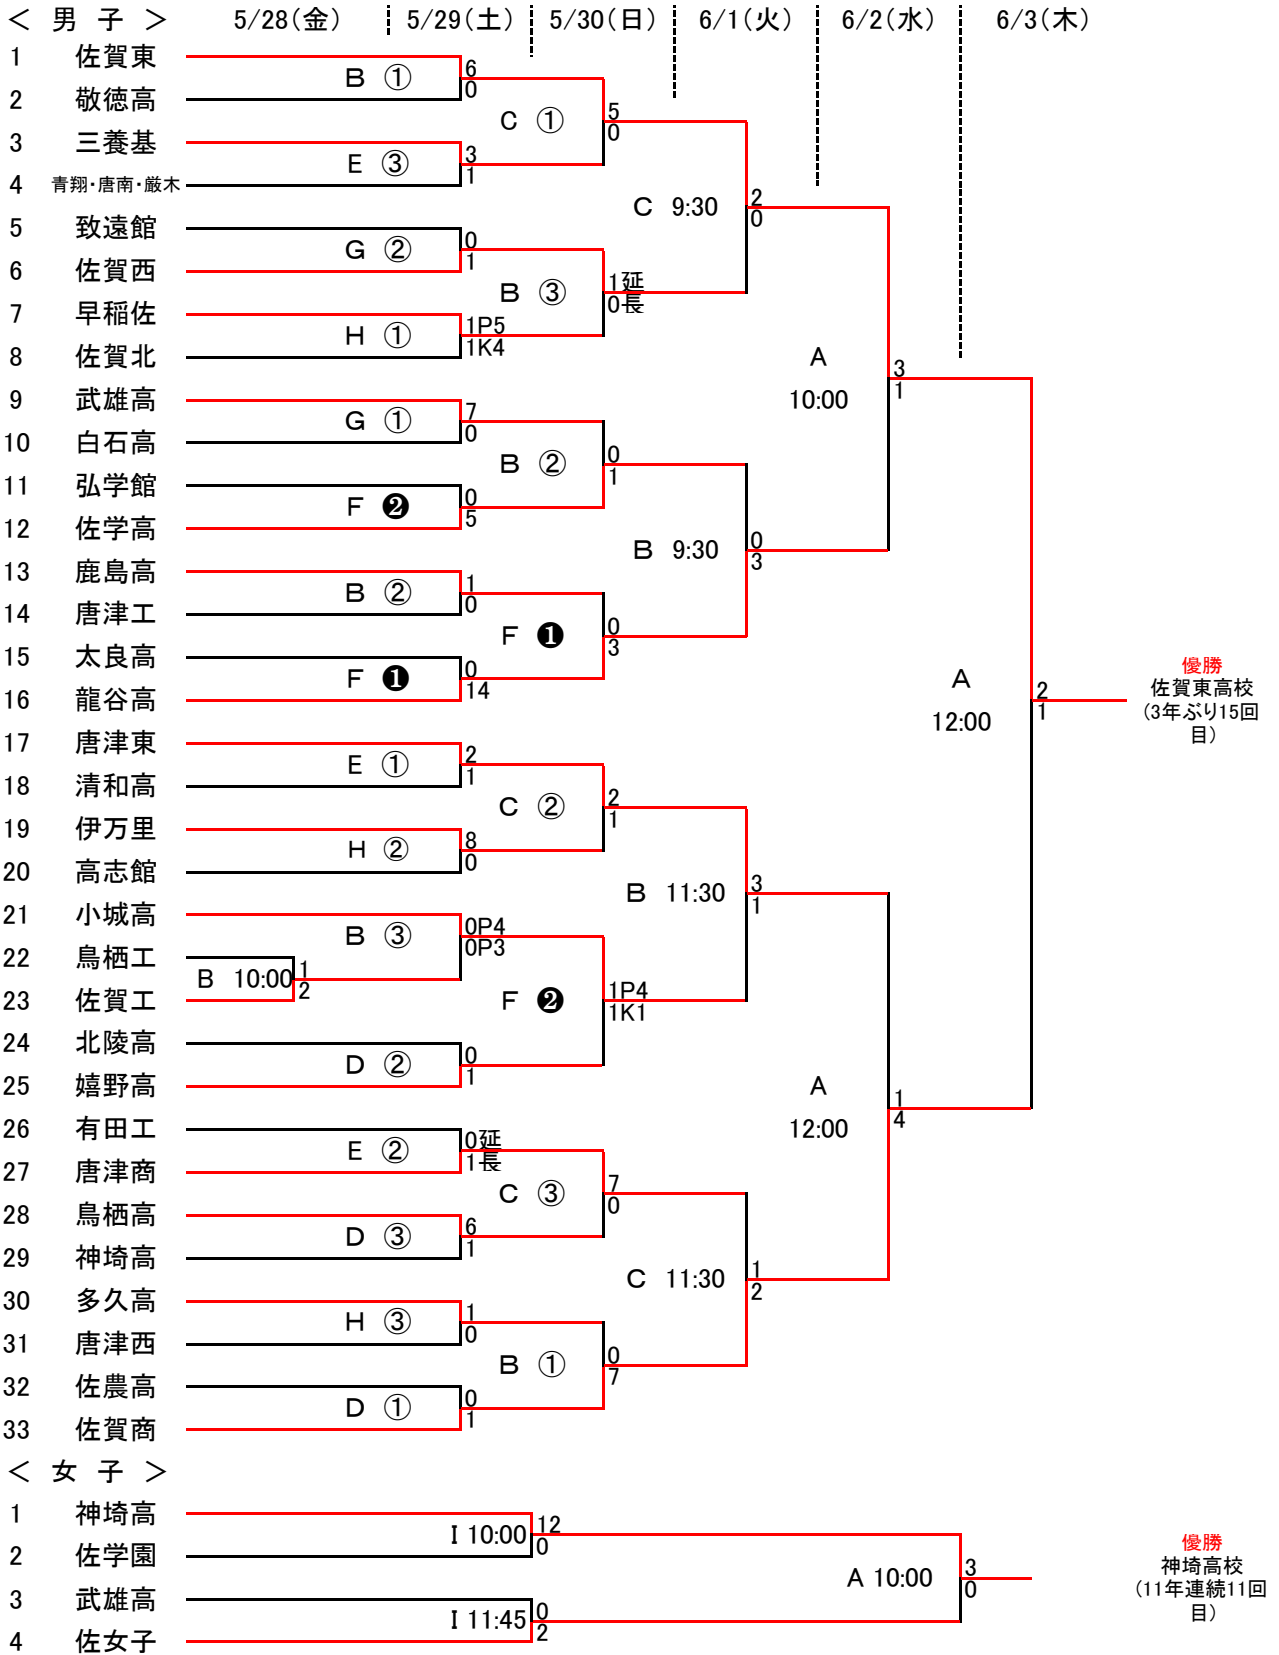 ＜ 男 子 ＞ 5/28(金) 5/29(土) 5/30(日) 6/1(火) 6/2(水) 6/3(木)
1 佐賀東
B ① 6
0
2 敬徳高
C ① 5
0
3 三養基
E ③ 3
1
4 青翔・唐南・厳木
C 9:30 2
0
5 致遠館
G ② 0
1
6 佐賀西
B ③ 1延
0長
7 早稲佐
H ① 1P5
1K4
8 佐賀北
A
10:00
3
1
9 武雄高
G ① 7
0
10 白石高
B ② 0
1
11 弘学館
F ❷ 0
5
12 佐学高
B 9:30 0
3
13 鹿島高
B ② 1
0
14 唐津工
F ❶ 0
3
15 太良高
F ❶ 0
14
16 龍谷高
A
12:00
2
1
優勝
佐賀東高校
(3年ぶり15回
目)
17 唐津東
E ① 2
1
18 清和高
C ② 2
1
19 伊万里
H ② 8
0
20 高志館
B 11:30 3
1
21 小城高
B ③ 0P4
0P3
22 鳥栖工
B 10:00 1
2
23 佐賀工
F ❷ 1P4
1K1
24 北陵高
D ② 0
1
25 嬉野高
A
12:00
1
4
26 有田工
E ② 0延
1長
27 唐津商
C ③ 7
0
28 鳥栖高
D ③ 6
1
29 神埼高
C 11:30 1
2
30 多久高
H ③ 1
0
31 唐津西
B ① 0
7
32 佐農高
D ① 0
1
33 佐賀商
＜ 女 子 ＞
1 神埼高
I 10:00 12
0
2 佐学園
A 10:00 3
0
優勝
神埼高校
(11年連続11回
目)
3 武雄高
I 11:45 0
2
4 佐女子